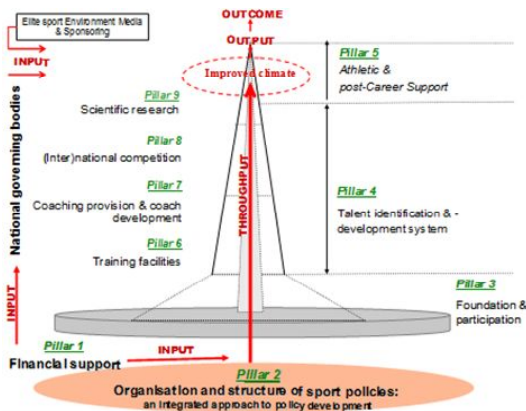 OUTCOME
Elite sport Environment Media
& Sponsoring
OUTPUT
INPUT
Improved climate
Pillar 5
Athletic &
post-Career Support
Pillar 9
Scientific research
Pillar 8
(Inter)national competition
Pillar 7
Coaching provision & coach
development
Pillar 6
Training facilities
National governing bodies
THROUGHPUT
Pillar 4
Talent identification & -
development system
Pillar 3
Foundation &
participation
INPUT
Pillar 1
Financial support
INPUT
Pillar 2
Organisation and structure of sport policies:
an integrated approach to policy development